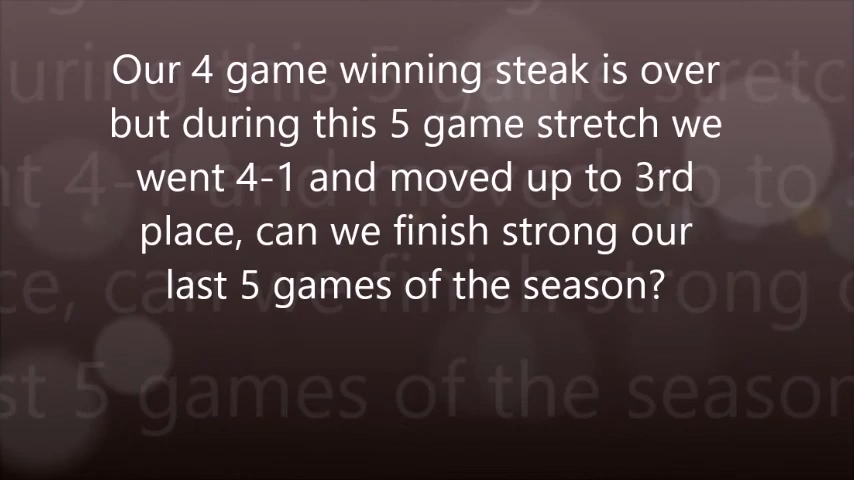 Our 4 game winning steak is over
but during this 5 game stretch we
went 4-1 and moved up to 3rd
place, can we finish strong our
last 5 games of the season?